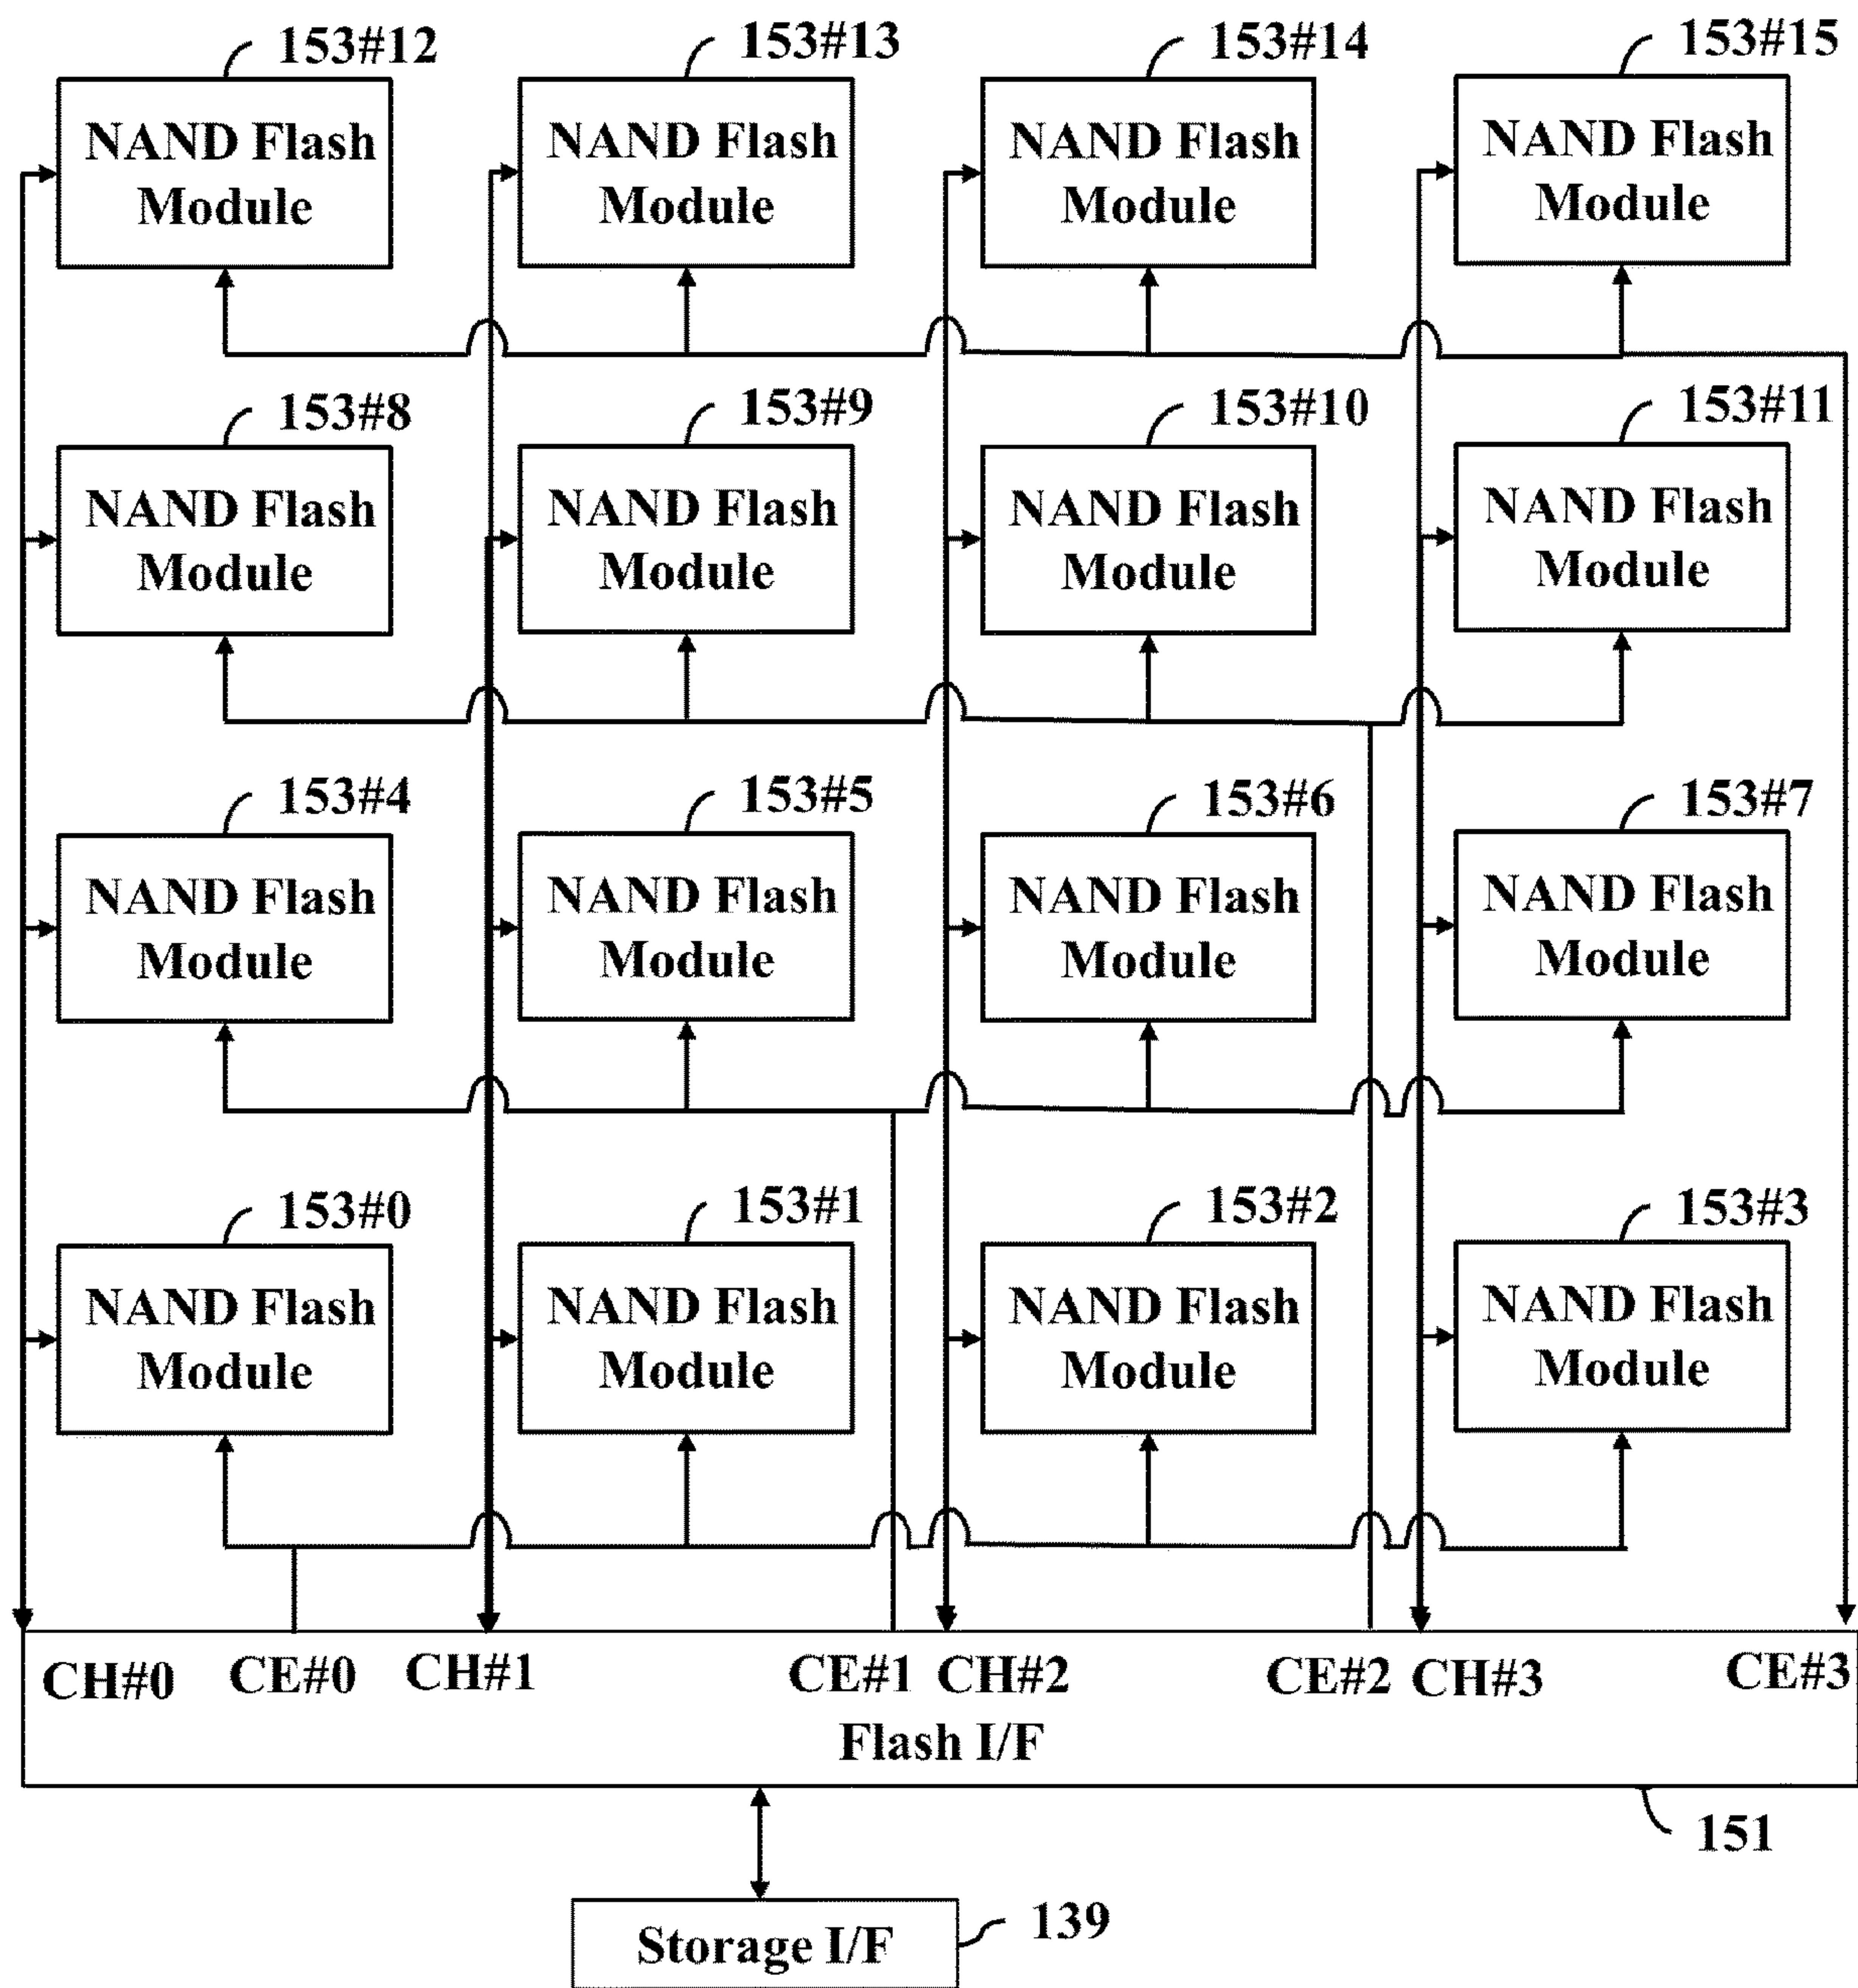 153#12 153#13 153#14 153#15
NAND Flash NAND Flash NAND Flash NAND Flash
Module Module Module Module
153#8 153#9 153#10 153#11
NAND Flash NAND Flash NAND Flash NAND Flash
Module Module Module Module
153#4 153#5 153#6 153#7
NAND Flash NAND Flash NAND Flash NAND Flash
Module Module Module Module
153#0 153#1 153#2 153#3
NAND Flash NAND Flash NAND Flash NAND Flash
Module Module Module Module
CH#0 CE#0 CH#1 CE#1 CH#2 CE#2 CH#3 CE#3
Flash I/F
151
Storage I/F 139